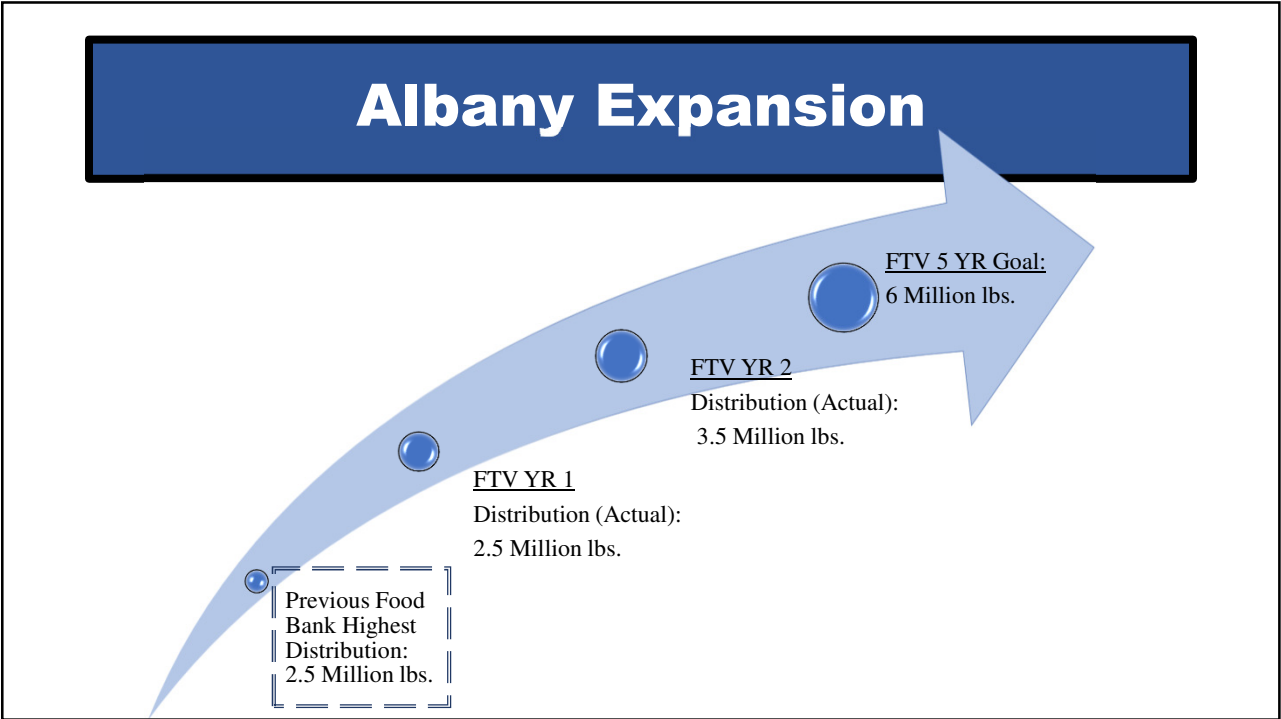 Albany Expansion
FTV 5 YR Goal:
6 Million lbs.
FTV YR 2
Distribution (Actual):
3.5 Million lbs.
FTV YR 1
Distribution (Actual):
2.5 Million lbs.
Previous Food
Bank Highest
Distribution:
2.5 Million lbs.